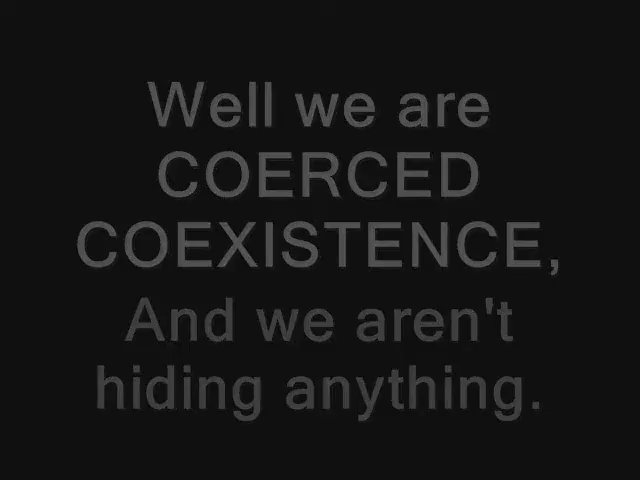 Well we are
COERCED
COEXISTENCE,
And we aren't
hiding anything.